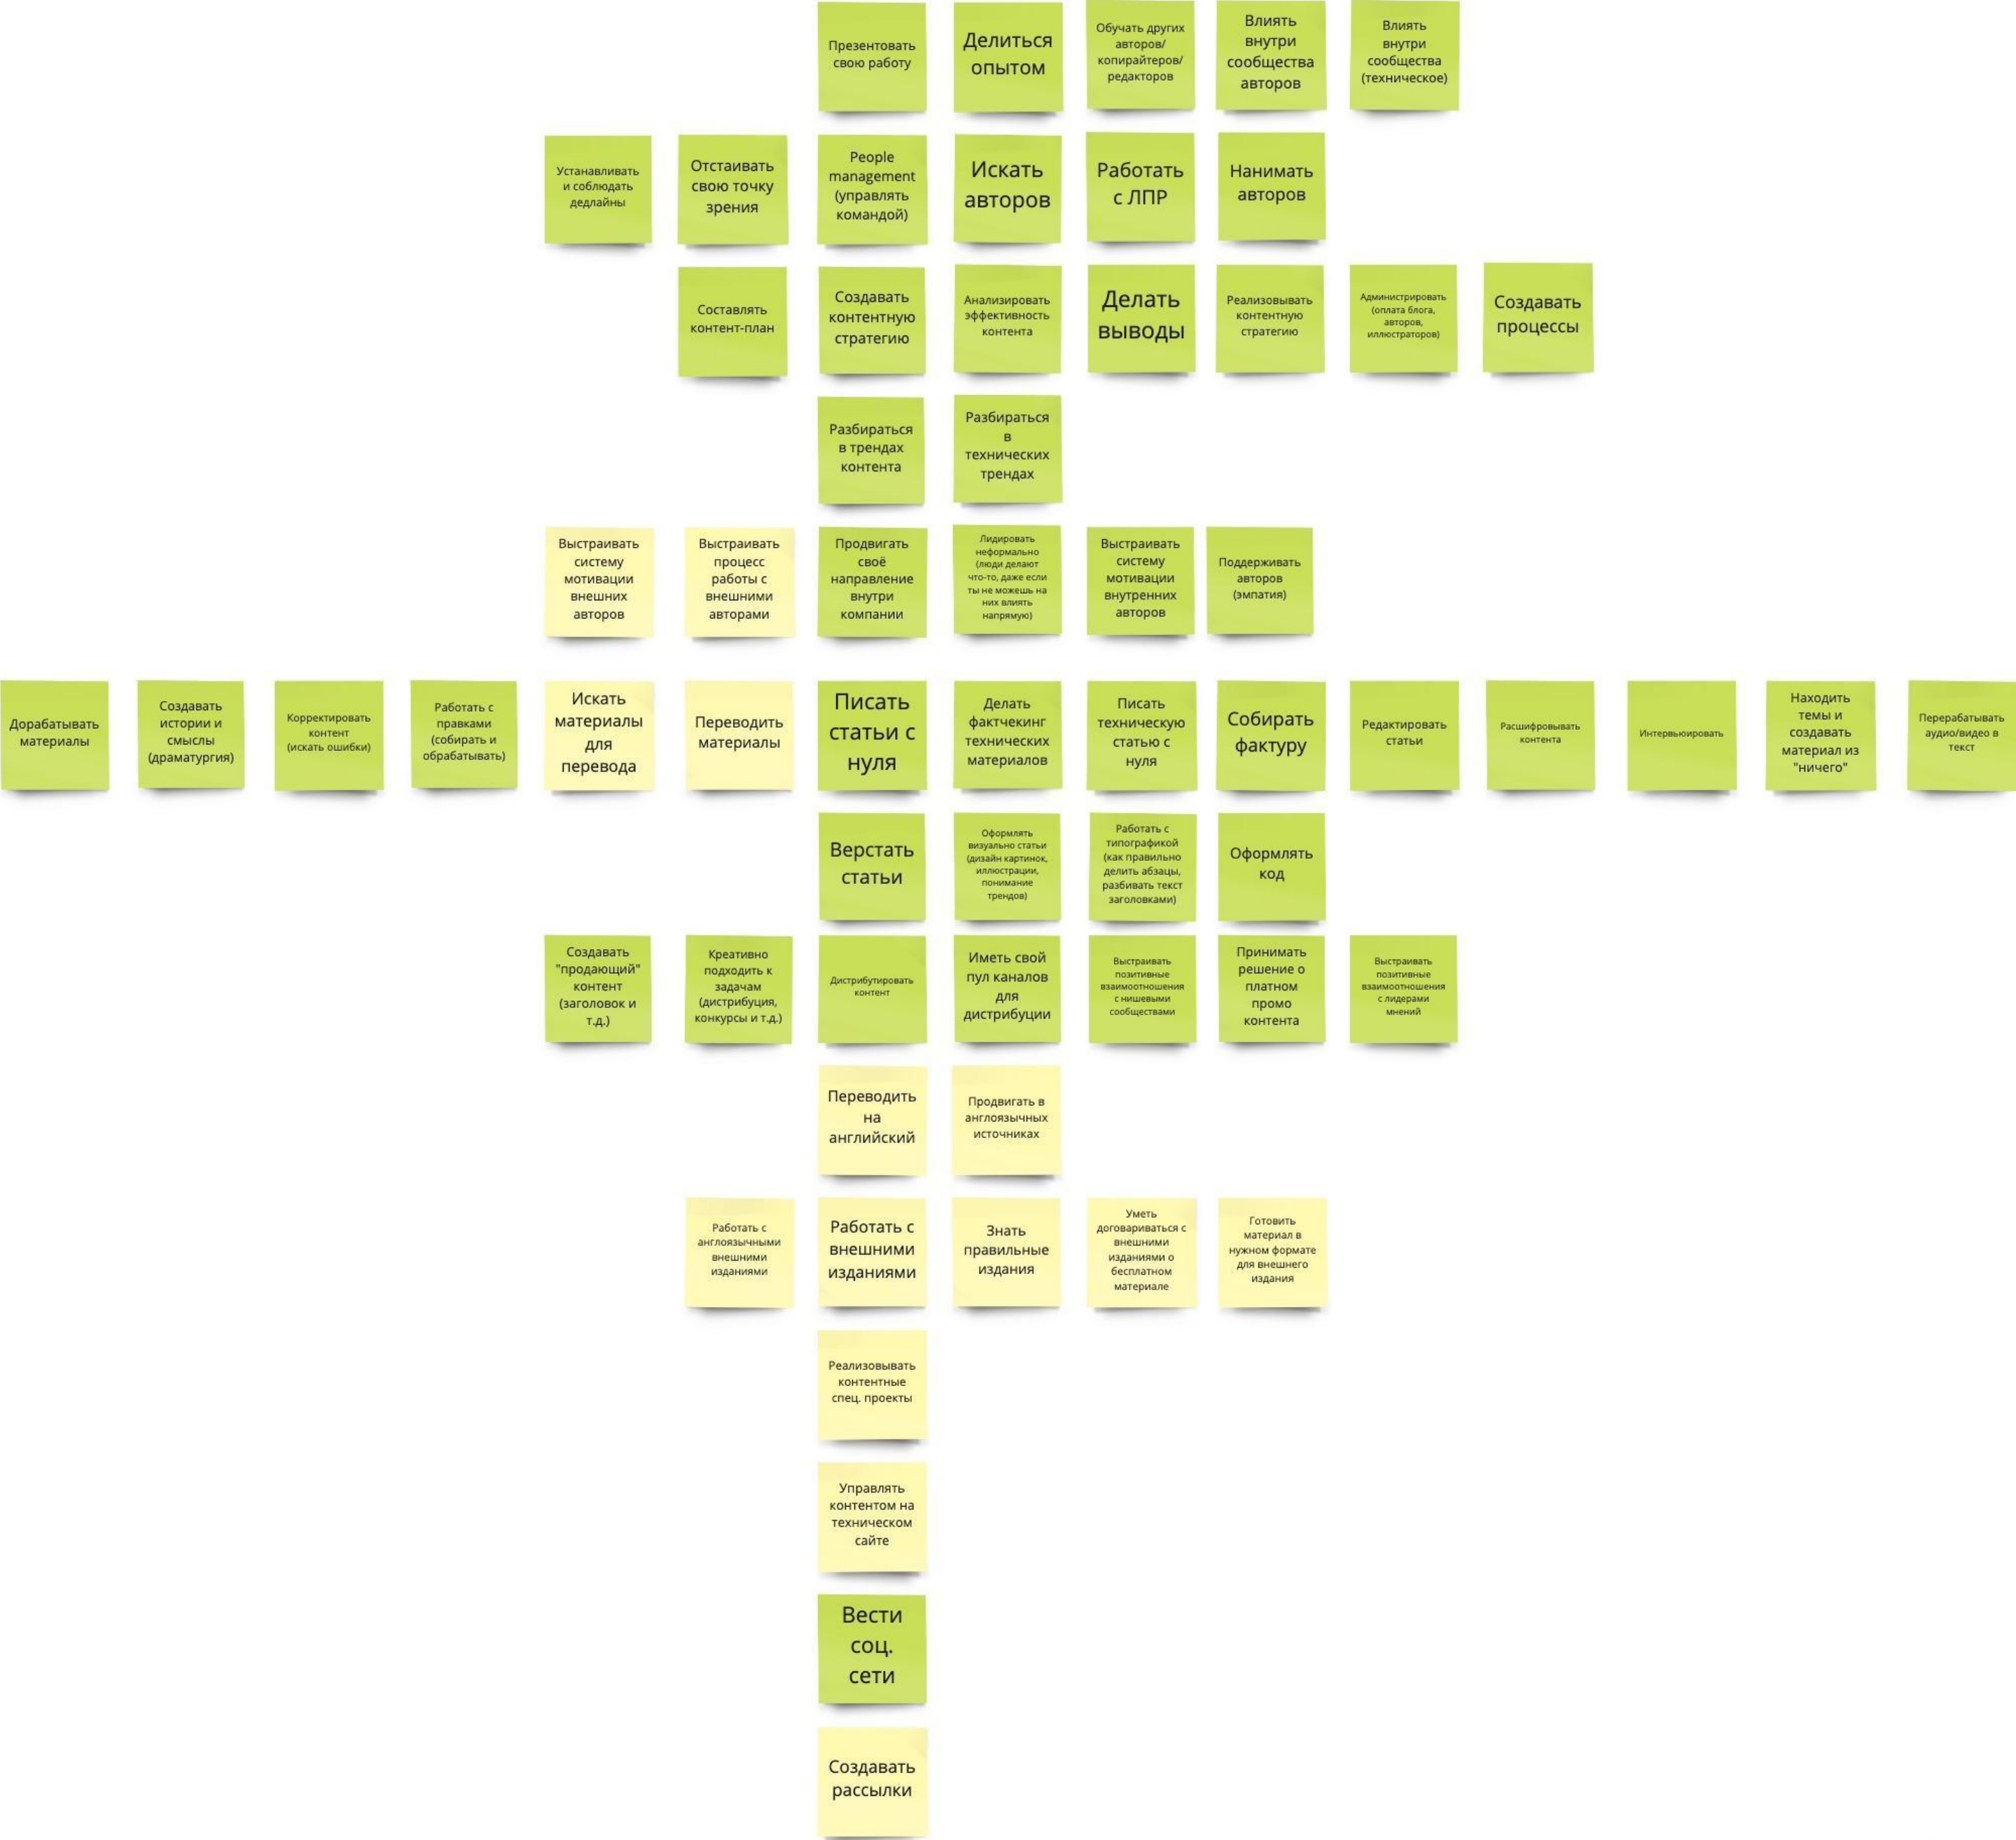 Презентовать
свою работу
Делиться
опытом
Обучать других
авторов/
копирайтеров/
редакторов
Влиять
внутри
сообщества
авторов
Влиять
внутри
сообщества
(техническое)
Устанавливать
и соблюдать
дедлайны
Отстаивать
свою точку
зрения
People
management
(управлять
командой)
Искать
авторов
Работать
с ЛПР
Нанимать
авторов
Составлять
контент-план
Создавать
контентную
стратегию
Анализировать
эффективность
контента
Делать
выводы
Реализовывать
контентную
стратегию
Администрировать
(оплата блога,
авторов,
иллюстраторов)
Создавать
процессы
Разбираться
в трендах
контента
Разбираться
в
технических
трендах
Выстраивать
систему
мотивации
внешних
авторов
Выстраивать
процесс
работы с
внешними
авторами
Продвигать
своё
направление
внутри
компании
Лидировать
неформально
(люди делают
что-то, даже если
ты не можешь на
них влиять
напрямую)
Выстраивать
систему
мотивации
внутренних
авторов
Поддерживать
авторов
(эмпатия)
Дорабатывать
материалы
Создавать
истории и
смыслы
(драматургия)
Корректировать
контент
(искать ошибки)
Работать с
правками
(собирать и
обрабатывать)
Искать
материалы
для
перевода
Переводить
материалы
Писать
статьи с
нуля
Делать
фактчекинг
технических
материалов
Писать
техническую
статью с
нуля
Собирать
фактуру
Редактировать
статьи
Расшифровывать
контента
Интервьюировать
Находить
темы и
создавать
материал из
"ничего"
Перерабатывать
аудио/видео в
текст
Верстать
статьи
Оформлять
визуально статьи
(дизайн картинок,
иллюстрации,
понимание
трендов)
Работать с
типографикой
(как правильно
делить абзацы,
разбивать текст
заголовками)
Оформлять
код
Создавать
"продающий"
контент
(заголовок и
т.д.)
Креативно
подходить к
задачам
(дистрибуция,
конкурсы и т.д.)
Дистрибутировать
контент
Иметь свой
пул каналов
для
дистрибуции
Выстраивать
позитивные
взаимоотношения
с нишевыми
сообществами
Принимать
решение о
платном
промо
контента
Выстраивать
позитивные
взаимоотношения
с лидерами
мнений
Переводить
на
английский
Продвигать в
англоязычных
источниках
Работать с
англоязычными
внешними
изданиями
Работать с
внешними
изданиями
Знать
правильные
издания
Уметь
договариваться с
внешними
изданиями о
бесплатном
материале
Готовить
материал в
нужном формате
для внешнего
издания
Реализовывать
контентные
спец. проекты
Управлять
контентом на
техническом
сайте
Вести
соц.
сети
Создавать
рассылки